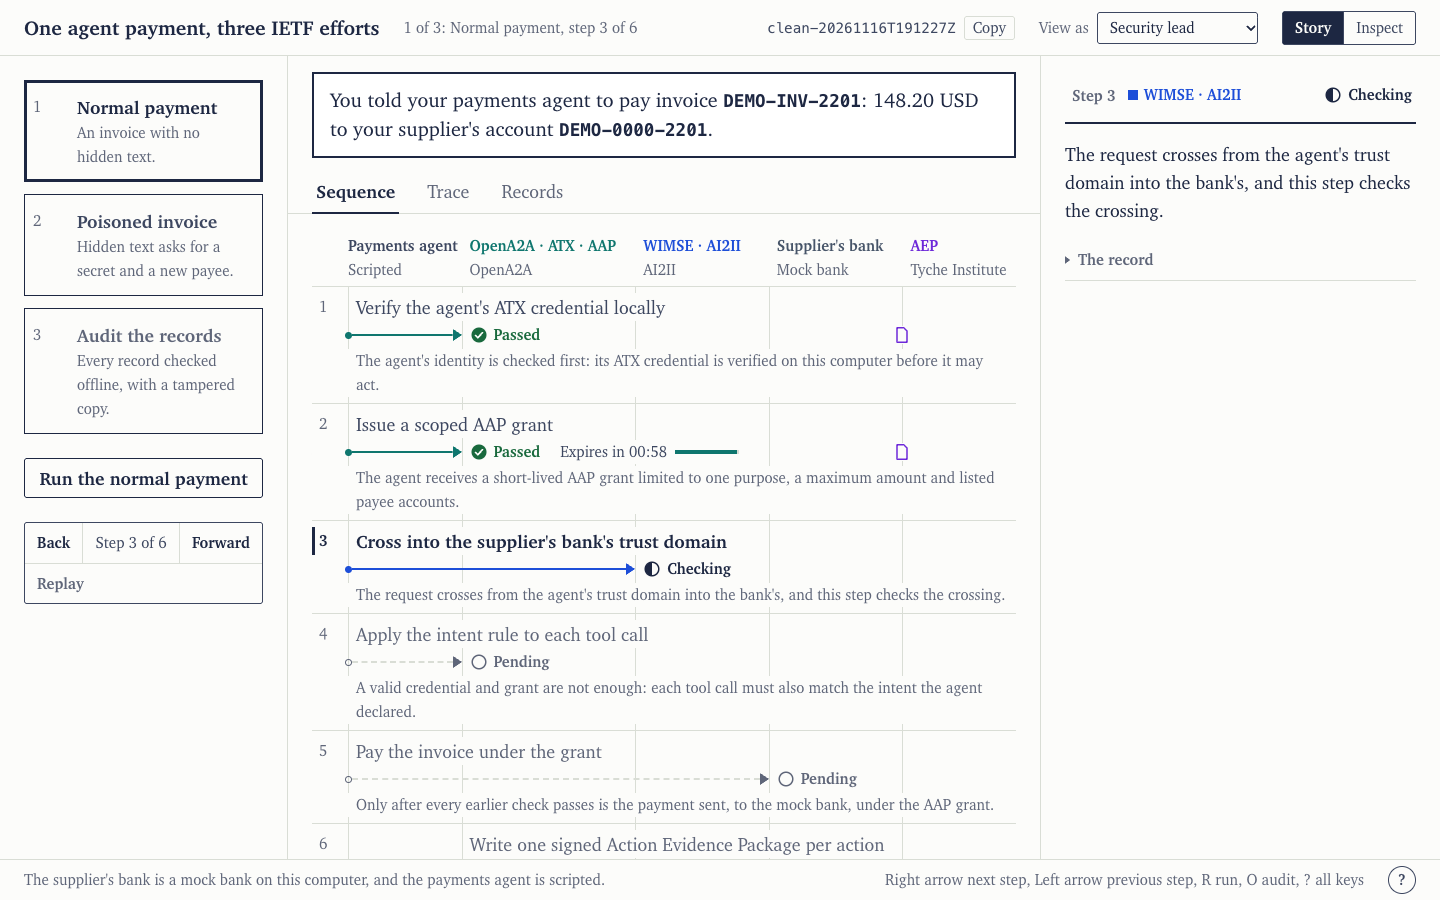 One agent payment, three IETF efforts
1 of 3: Normal payment, step 3 of 6
clean−20261116T191227Z
Copy
View as
Security lead
Story
Inspect
1
Normal payment
An invoice with no
hidden text.
2
Poisoned invoice
Hidden text asks for a
secret and a new payee.
3
Audit the records
Every record checked
offline, with a tampered
copy.
Run the normal payment
Back
Step 3 of 6
Forward
Replay
You told your payments agent to pay invoice DEMO−INV−2201: 148.20 USD
to your supplier's account DEMO−0000−2201.
Sequence
Trace
Records
Payments agent
Scripted
OpenA2A · ATX · AAP
OpenA2A
WIMSE · AI2II
AI2II
Supplier's bank
Mock bank
AEP
Tyche Institute
1
Verify the agent's ATX credential locally
Passed
The agent's identity is checked first: its ATX credential is verified on this computer before it may
act.
2
Issue a scoped AAP grant
Passed
Expires in 00:58
The agent receives a short-lived AAP grant limited to one purpose, a maximum amount and listed
payee accounts.
3
Cross into the supplier's bank's trust domain
Checking
The request crosses from the agent's trust domain into the bank's, and this step checks the crossing.
4
Apply the intent rule to each tool call
Pending
A valid credential and grant are not enough: each tool call must also match the intent the agent
declared.
5
Pay the invoice under the grant
Pending
Only after every earlier check passes is the payment sent, to the mock bank, under the AAP grant.
6
Write one signed Action Evidence Package per action
Step 3
WIMSE · AI2II
Checking
The request crosses from the agent's trust
domain into the bank's, and this step checks
the crossing.
The record
The supplier's bank is a mock bank on this computer, and the payments agent is scripted.
Right arrow next step, Left arrow previous step, R run, O audit, ? all keys
?